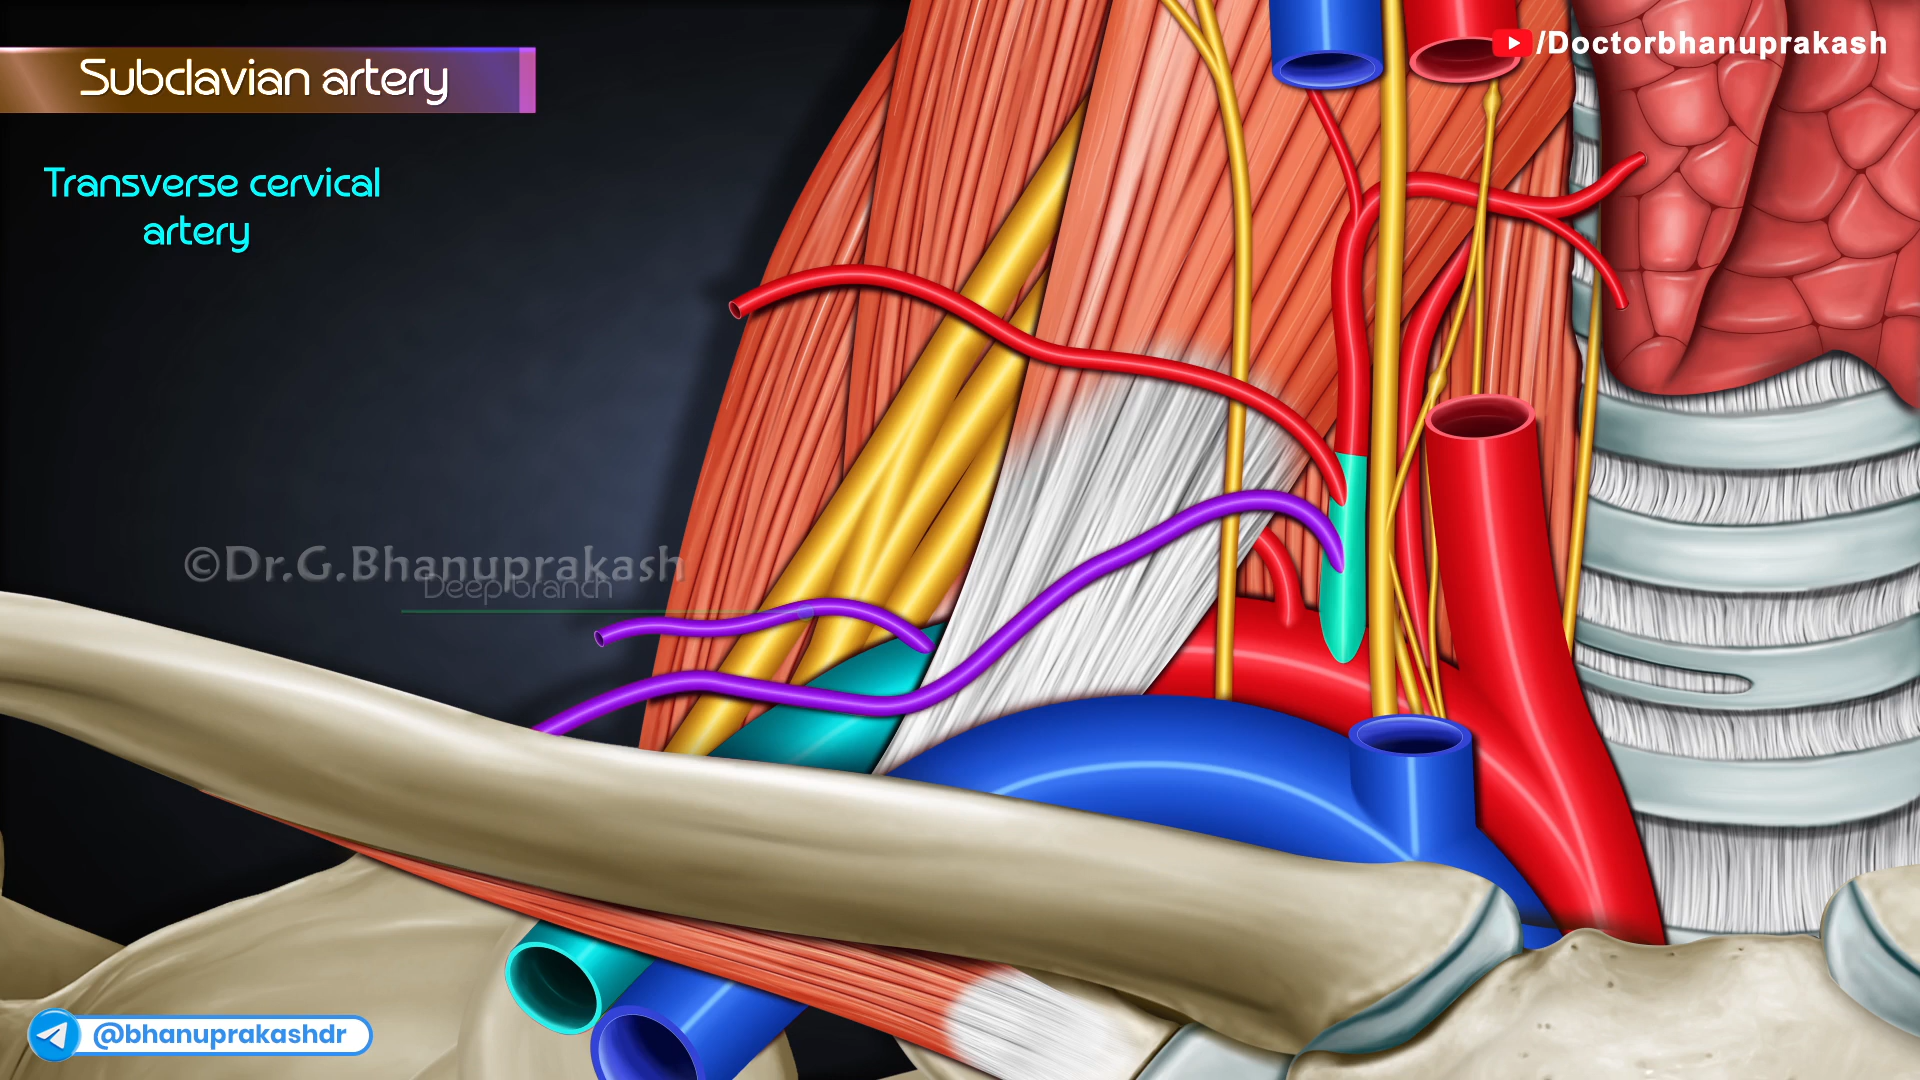 /Doctorbhanuprakash
Subclavian artery
Transverse cervical
artery
©Dr.G.Bhanuprakash
Deep branch
@bhanuprakashdr